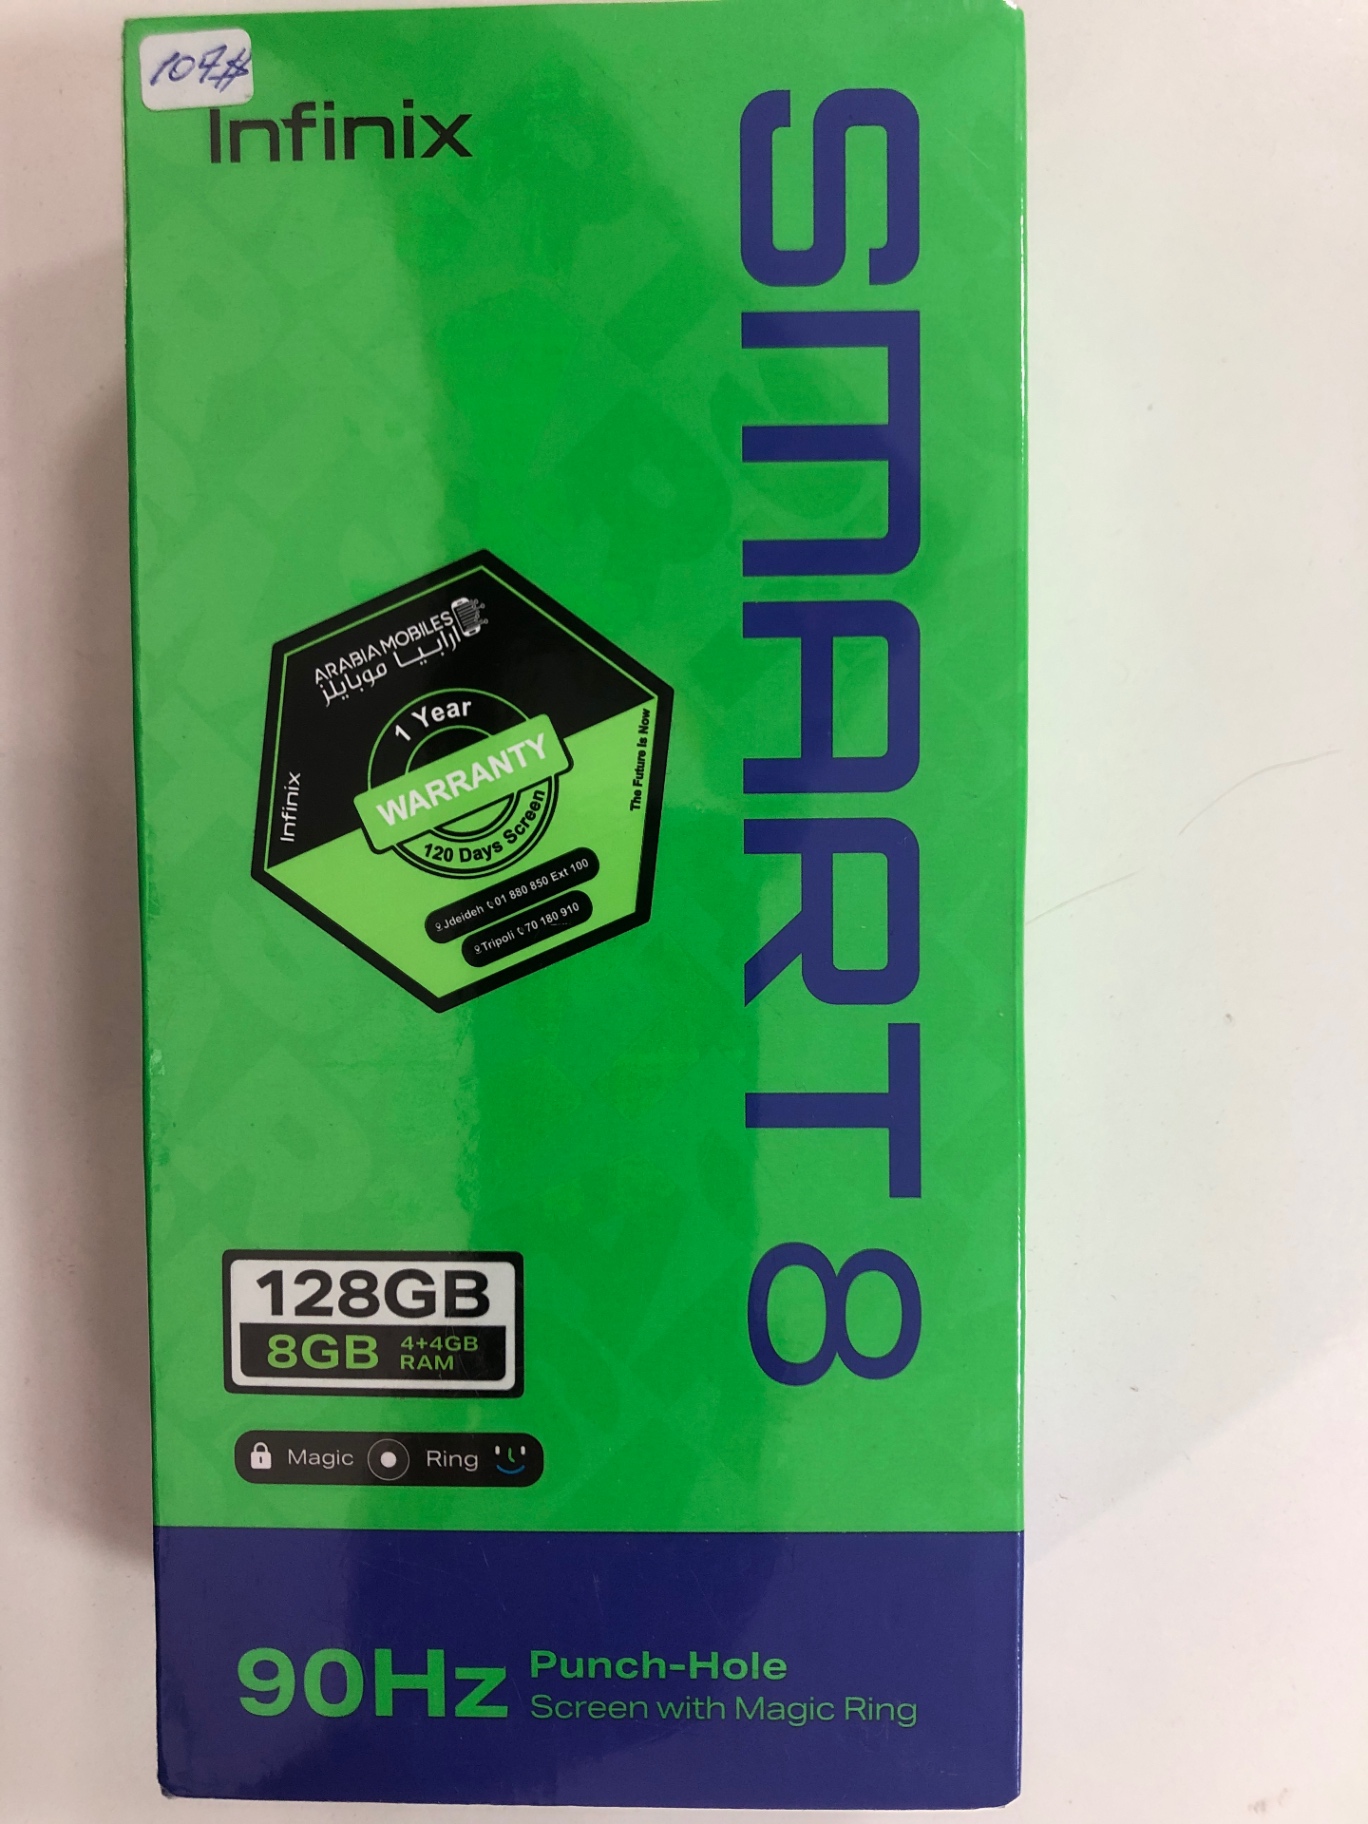 107$
Infinix
SMART 8
ARABIA MOBILES
ارابيا موبايلز
1 Year
WARRANTY
120 Days Screen
Infinix
The Future Is Now
Jdeideh 01 880 850 Ext 100
Tripoli 70 180 910
128GB
8GB 4+4GB
RAM
Magic Ring
90Hz Punch-Hole
Screen with Magic Ring